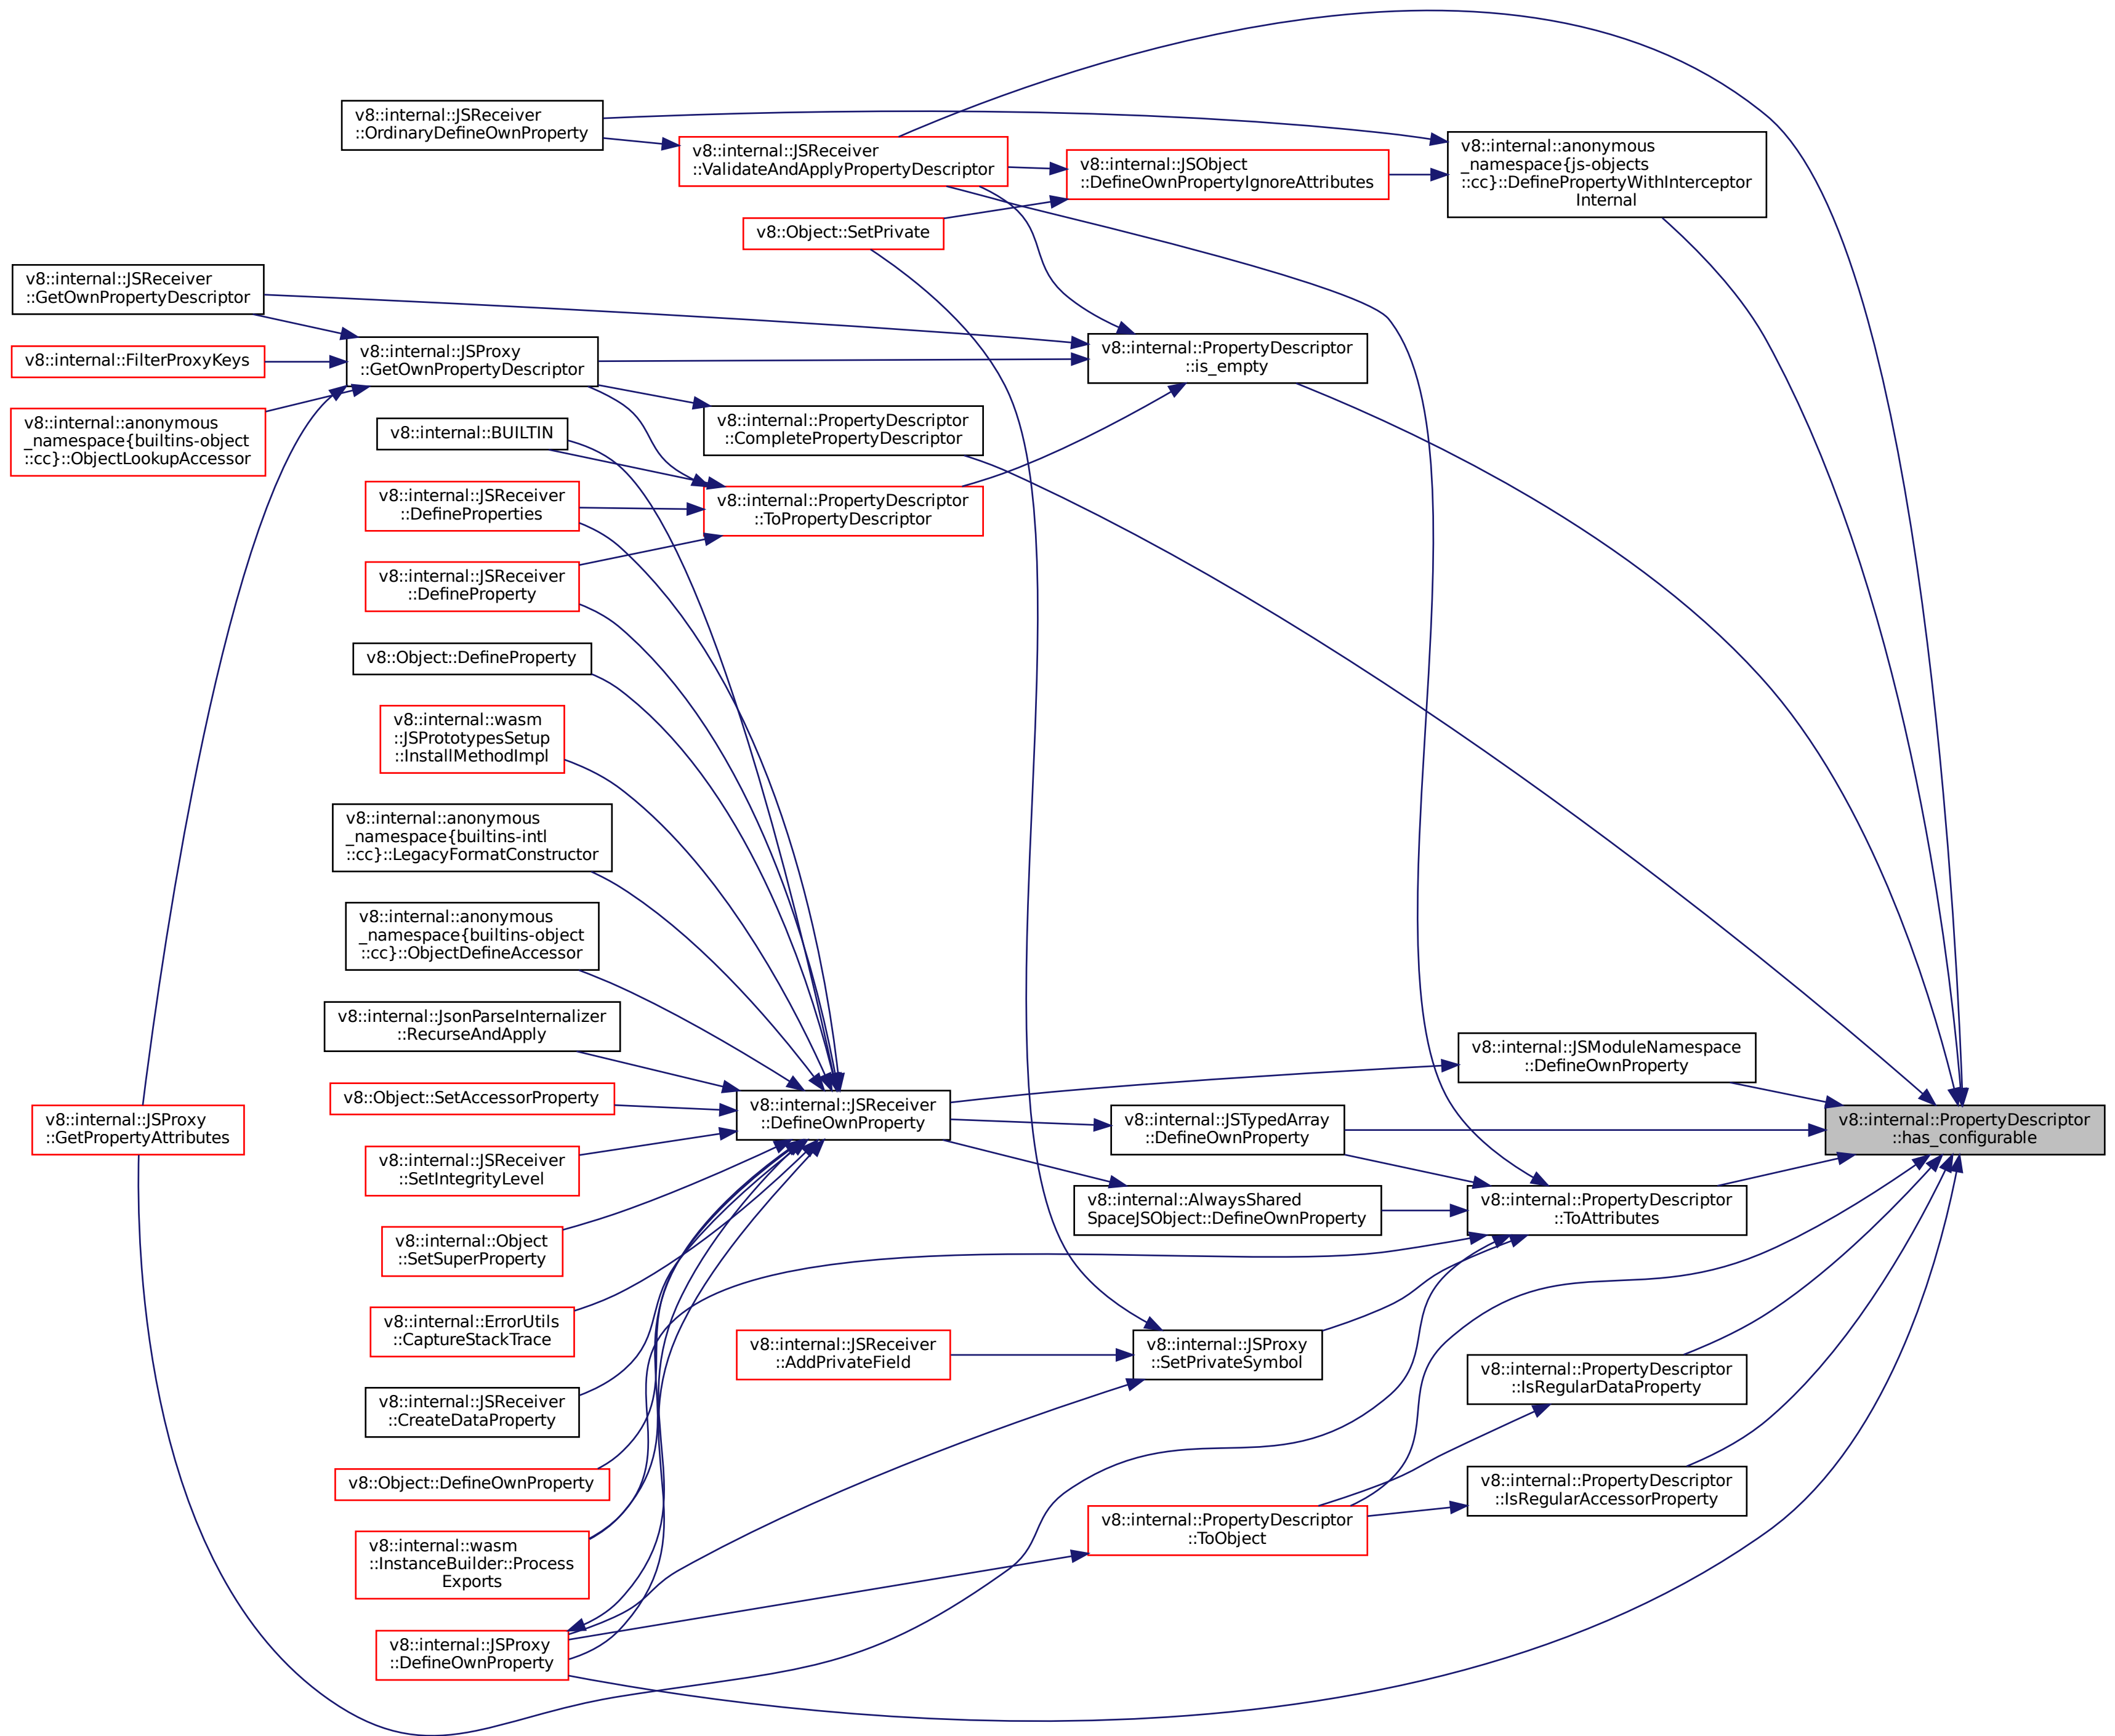 v8::internal::JSReceiver
::OrdinaryDefineOwnProperty
v8::internal::JSReceiver
::ValidateAndApplyPropertyDescriptor
v8::internal::JSObject
::DefineOwnPropertyIgnoreAttributes
v8::internal::anonymous
_namespace{js-objects
::cc}::DefinePropertyWithInterceptor
Internal
v8::Object::SetPrivate
v8::internal::JSReceiver
::GetOwnPropertyDescriptor
v8::internal::FilterProxyKeys
v8::internal::anonymous
_namespace{builtins-object
::cc}::ObjectLookupAccessor
v8::internal::JSProxy
::GetOwnPropertyDescriptor
v8::internal::PropertyDescriptor
::is_empty
v8::internal::BUILTIN
v8::internal::PropertyDescriptor
::CompletePropertyDescriptor
v8::internal::JSReceiver
::DefineProperties
v8::internal::PropertyDescriptor
::ToPropertyDescriptor
v8::internal::JSReceiver
::DefineProperty
v8::Object::DefineProperty
v8::internal::wasm
::JSPrototypesSetup
::InstallMethodImpl
v8::internal::anonymous
_namespace{builtins-intl
::cc}::LegacyFormatConstructor
v8::internal::anonymous
_namespace{builtins-object
::cc}::ObjectDefineAccessor
v8::internal::JsonParseInternalizer
::RecurseAndApply
v8::Object::SetAccessorProperty
v8::internal::JSProxy
::GetPropertyAttributes
v8::internal::JSReceiver
::SetIntegrityLevel
v8::internal::Object
::SetSuperProperty
v8::internal::ErrorUtils
::CaptureStackTrace
v8::internal::JSReceiver
::CreateDataProperty
v8::Object::DefineOwnProperty
v8::internal::wasm
::InstanceBuilder::Process
Exports
v8::internal::JSProxy
::DefineOwnProperty
v8::internal::JSReceiver
::DefineOwnProperty
v8::internal::JSReceiver
::AddPrivateField
v8::internal::JSModuleNamespace
::DefineOwnProperty
v8::internal::JSTypedArray
::DefineOwnProperty
v8::internal::AlwaysShared
SpaceJSObject::DefineOwnProperty
v8::internal::PropertyDescriptor
::ToAttributes
v8::internal::JSProxy
::SetPrivateSymbol
v8::internal::PropertyDescriptor
::IsRegularDataProperty
v8::internal::PropertyDescriptor
::IsRegularAccessorProperty
v8::internal::PropertyDescriptor
::ToObject
v8::internal::PropertyDescriptor
::has_configurable